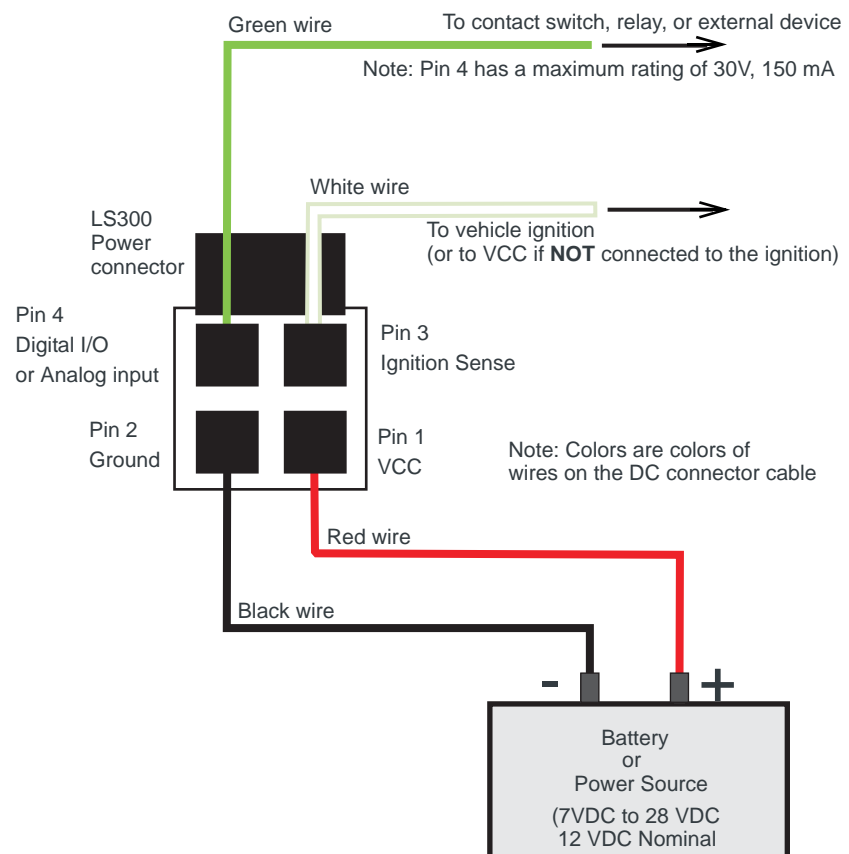 Green wire
To contact switch, relay, or external device
Note: Pin 4 has a maximum rating of 30V, 150 mA
White wire
LS300
Power
connector
To vehicle ignition
(or to VCC if NOT connected to the ignition)
Pin 4
Digital I/O
or Analog input
Pin 3
Ignition Sense
Pin 2
Ground
Pin 1
VCC
Note: Colors are colors of
wires on the DC connector cable
Red wire
Black wire
- +
Battery
or
Power Source
(7VDC to 28 VDC
12 VDC Nominal